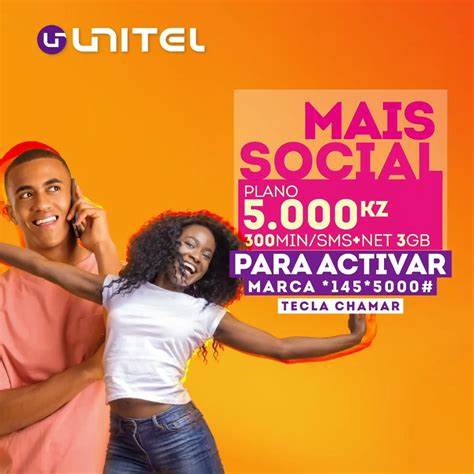 UNITEL
MAIS
SOCIAL
PLANO
5.000KZ
300MIN/SMS+NET 3GB
PARA ACTIVAR
MARCA *145*5000#
TECLA CHAMAR